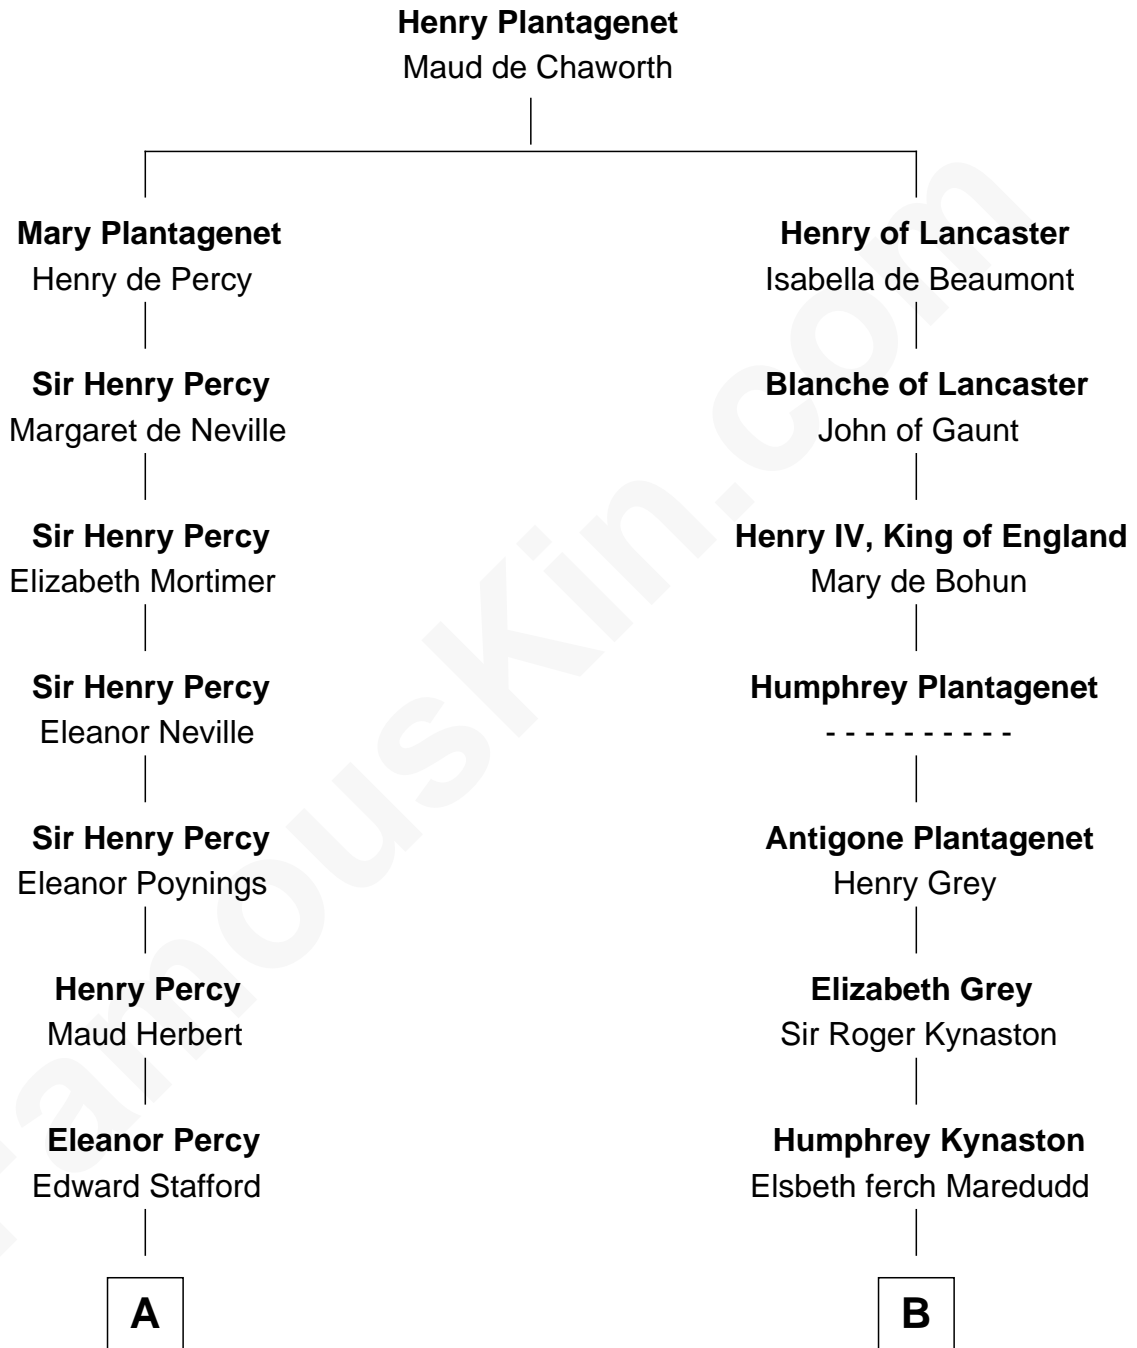 Henry Plantagenet
Maud de Chaworth
Mary Plantagenet
Henry de Percy
Henry of Lancaster
Isabella de Beaumont
Sir Henry Percy
Margaret de Neville
Blanche of Lancaster
John of Gaunt
Sir Henry Percy
Elizabeth Mortimer
Henry IV, King of England
Mary de Bohun
Sir Henry Percy
Eleanor Neville
Humphrey Plantagenet
- - - - - - - - - -
Sir Henry Percy
Eleanor Poynings
Antigone Plantagenet
Henry Grey
Henry Percy
Maud Herbert
Elizabeth Grey
Sir Roger Kynaston
Eleanor Percy
Edward Stafford
Humphrey Kynaston
Elsbeth ferch Maredudd
A
B
FamousKin.com